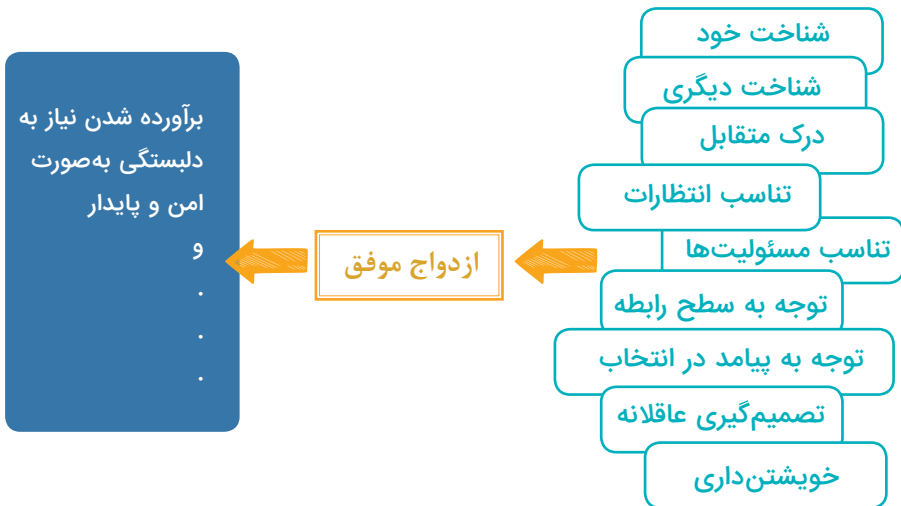 شناخت خود
شناخت دیگری
درک متقابل
تناسب انتظارات
تناسب مسئولیت‌ها
توجه به سطح رابطه
توجه به پیامد در انتخاب
تصمیم‌گیری عاقلانه
خویشتن‌داری
ازدواج موفق
برآورده شدن نیاز به
دلبستگی به‌صورت
امن و پایدار
و
.
.
.